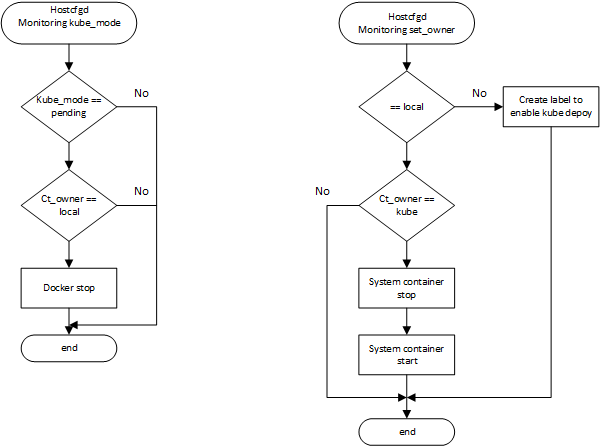 Hostcfgd
Monitoring kube_mode
Kube_mode ==
pending
No
Ct_owner ==
local
No
Docker stop
end
Hostcfgd
Monitoring set_owner
== local
No
Create label to
enable kube depoy
Ct_owner ==
kube
No
System container
stop
System container
start
end